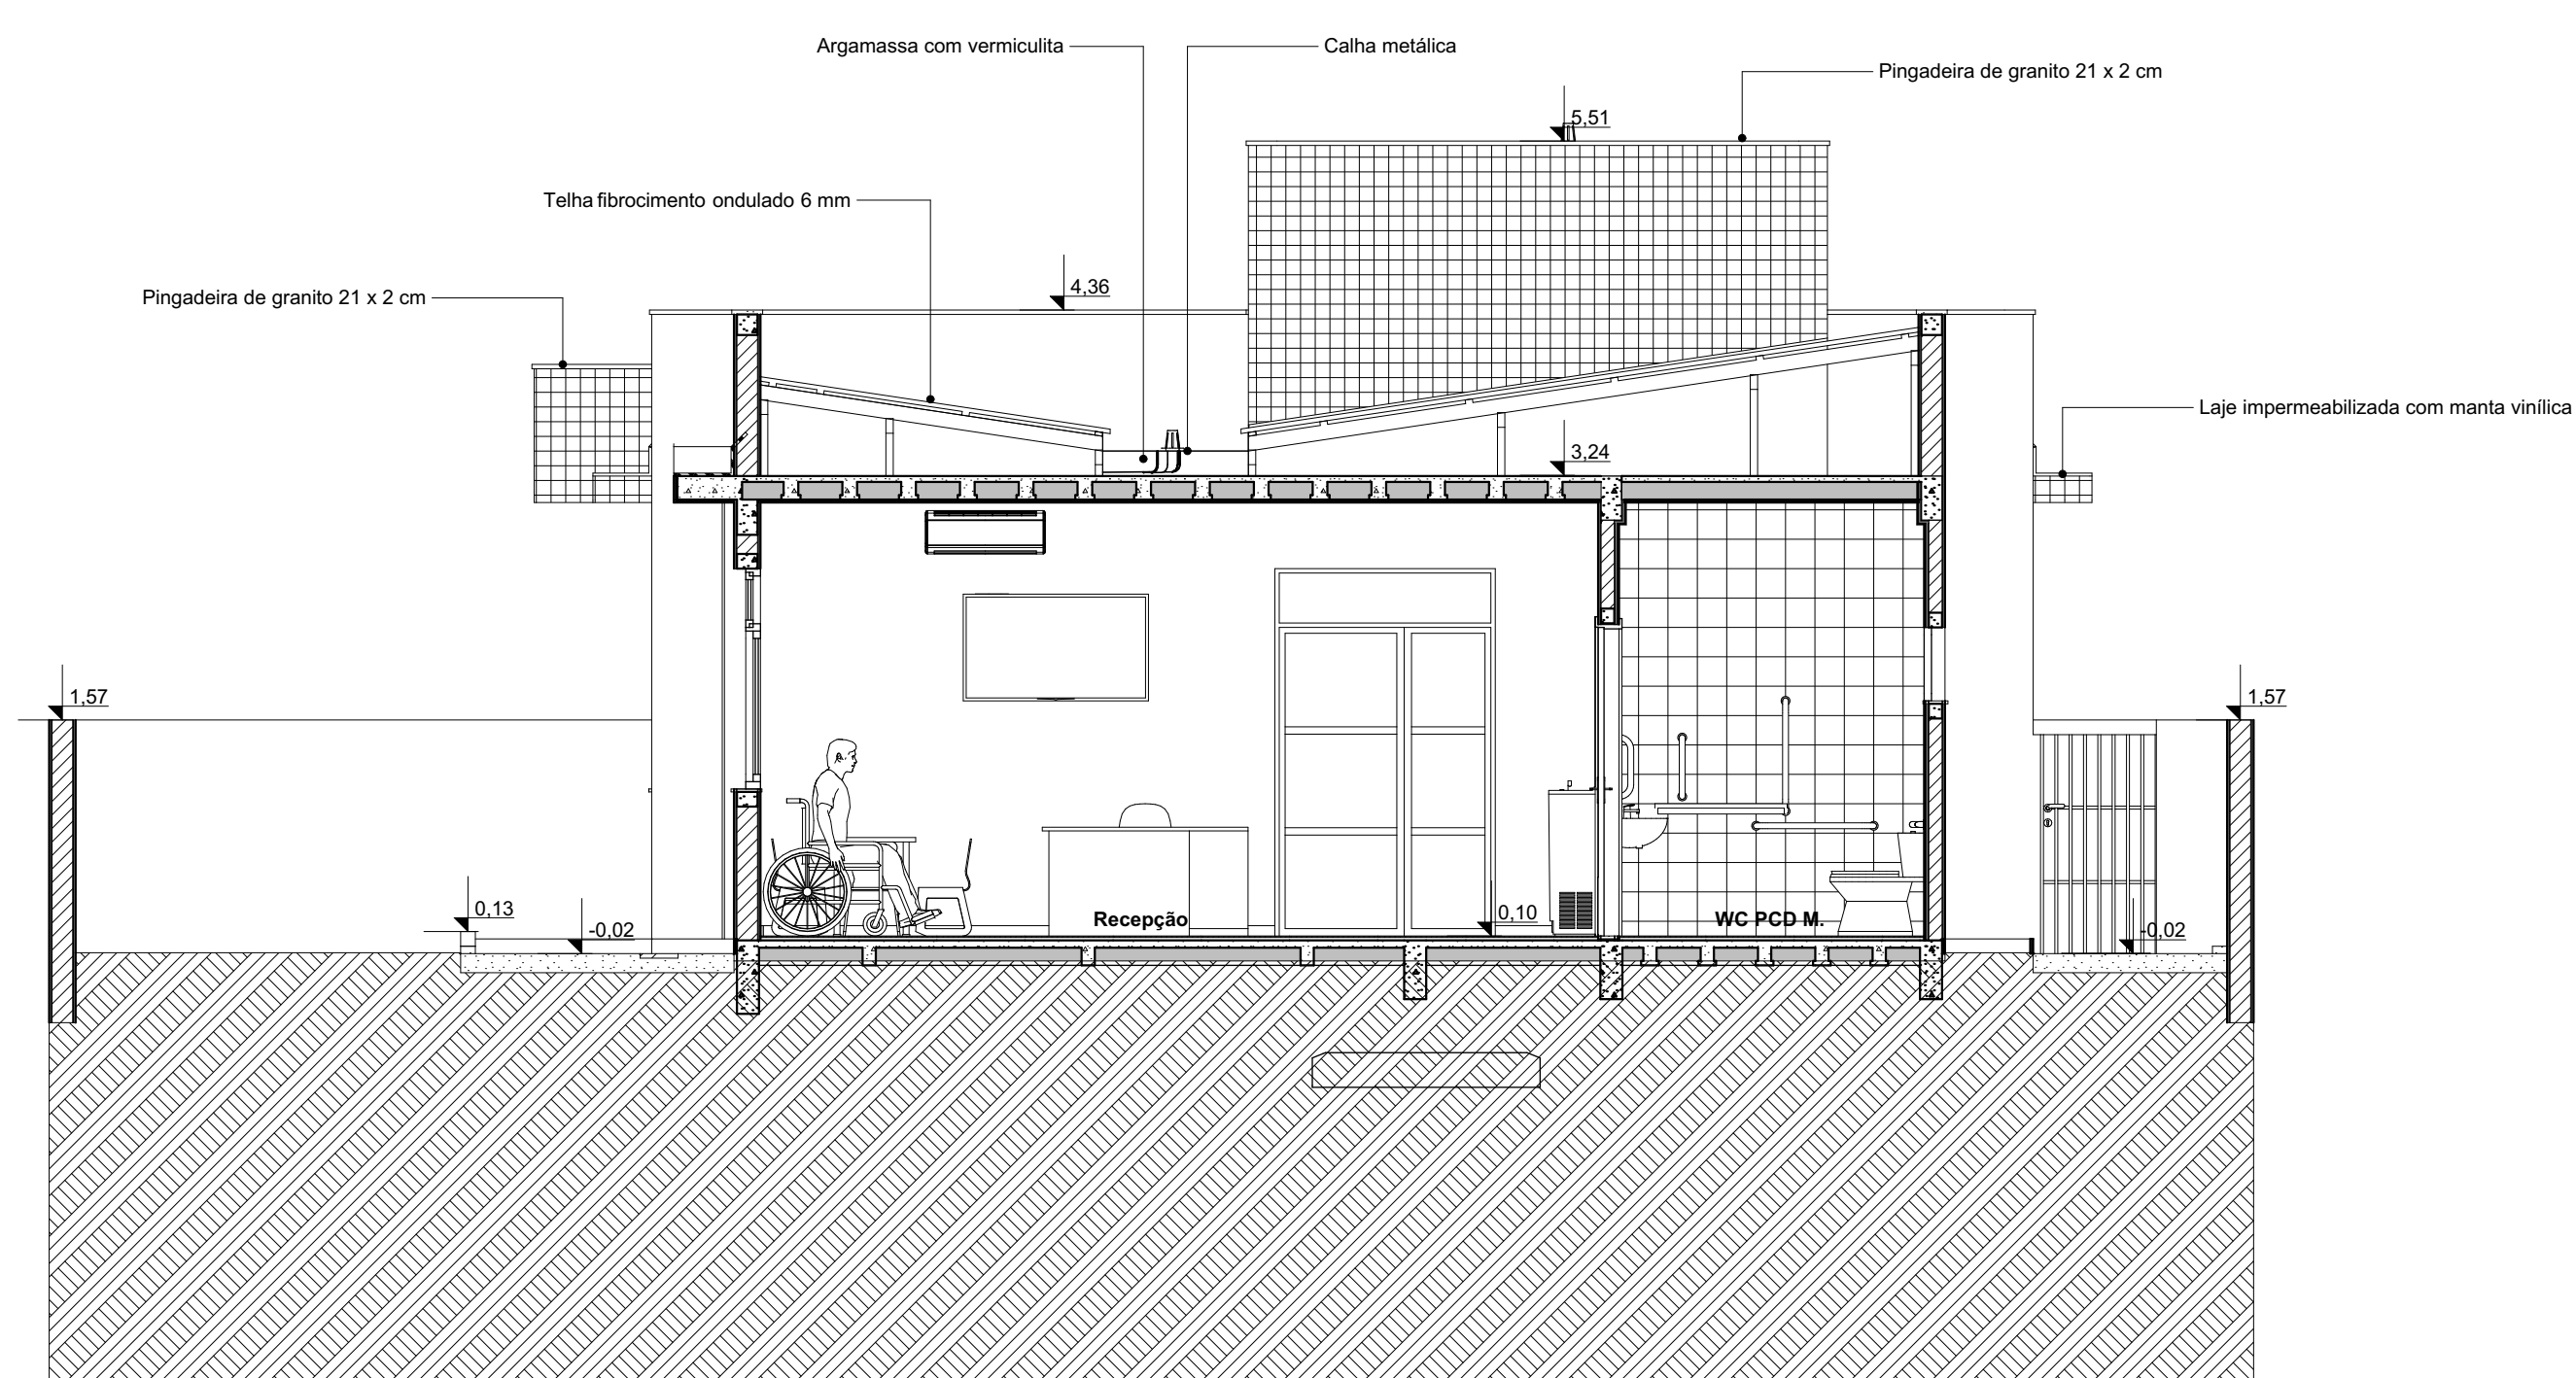 Argamassa com vermiculita
Calha metálica
Pingadeira de granito 21 x 2 cm
5,51
Telha fibrocimento ondulado 6 mm
4,36
Pingadeira de granito 21 x 2 cm
Laje impermeabilizada com manta vinílica
3,24
1,57
1,57
0,13
-0,02
Recepção
0,10
WC PCD M.
-0,02